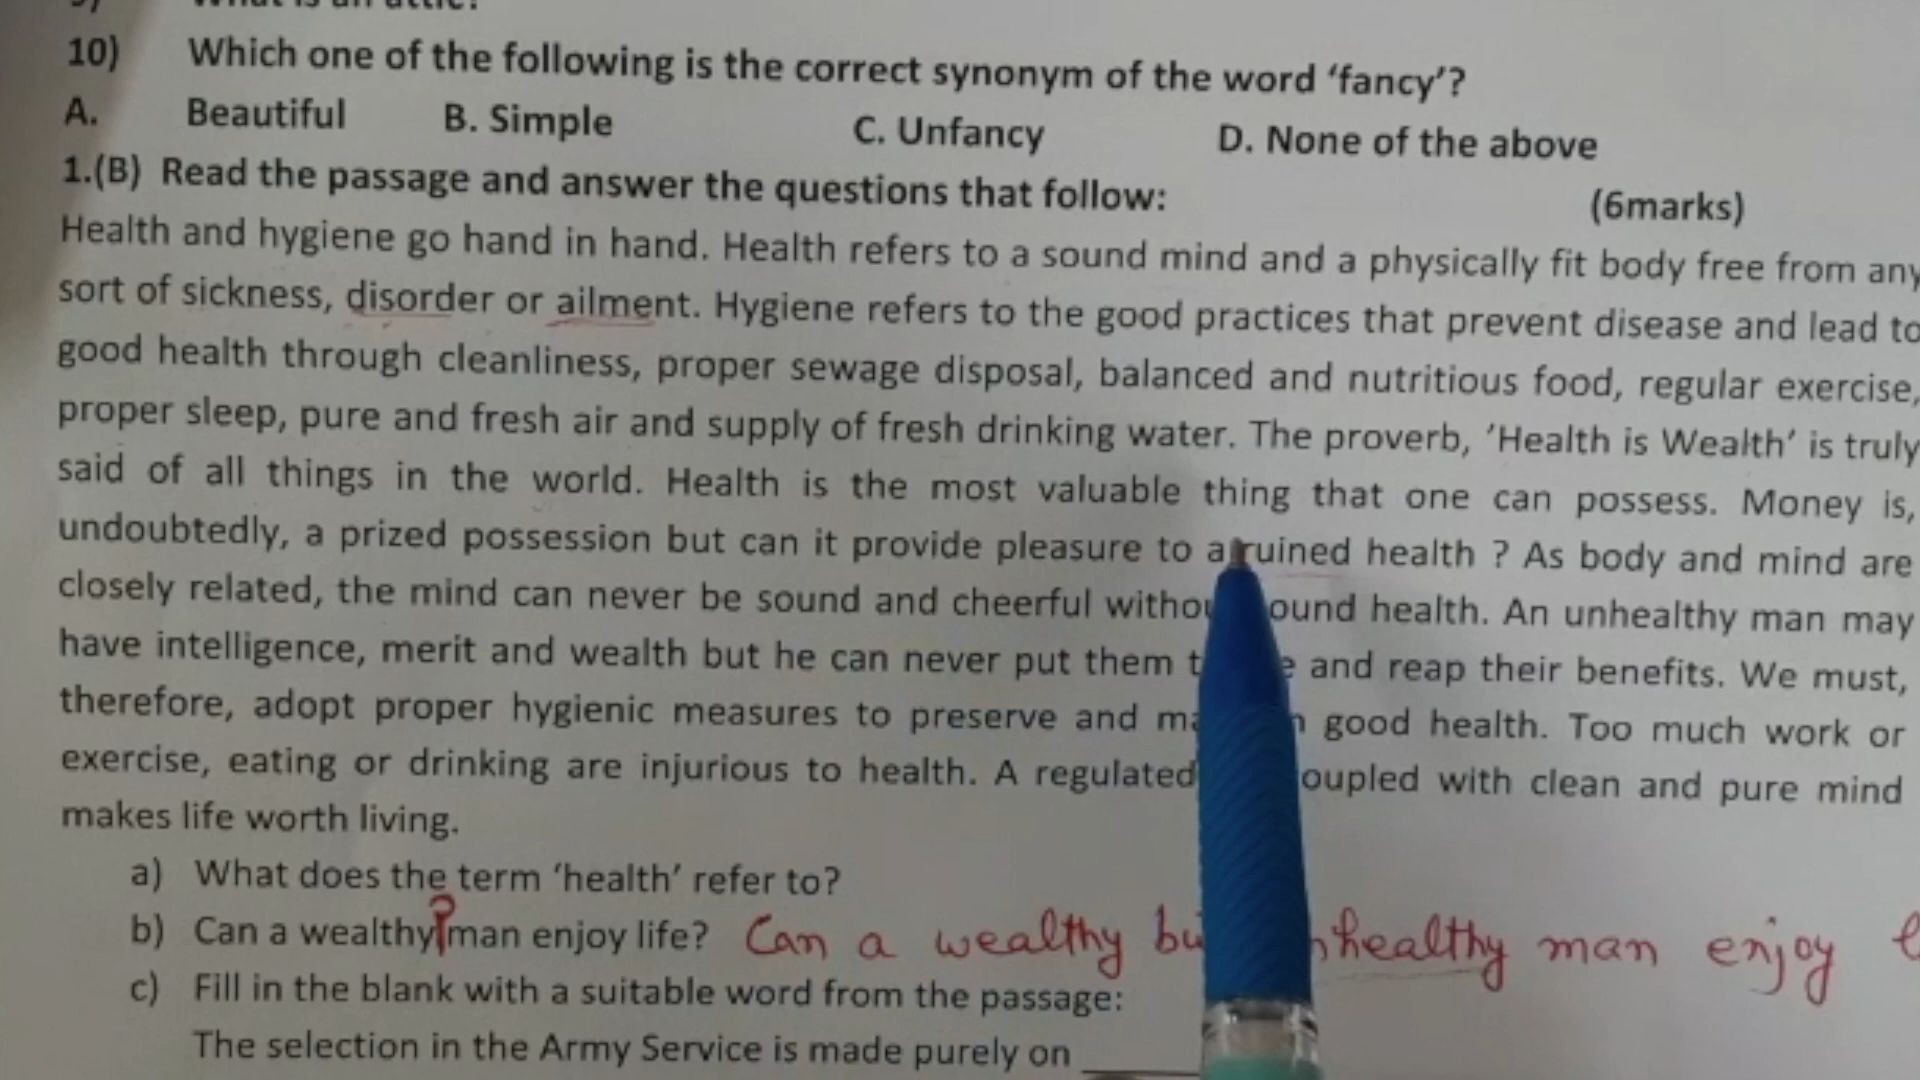 What is an attic?
10) Which one of the following is the correct synonym of the word ‘fancy’?
A. Beautiful B. Simple C. Unfancy D. None of the above
1.(B) Read the passage and answer the questions that follow:
(6marks)
Health and hygiene go hand in hand. Health refers to a sound mind and a physically fit body free from any
sort of sickness, disorder or ailment. Hygiene refers to the good practices that prevent disease and lead to
good health through cleanliness, proper sewage disposal, balanced and nutritious food, regular exercise,
proper sleep, pure and fresh air and supply of fresh drinking water. The proverb, ’Health is Wealth’ is truly
said of all things in the world. Health is the most valuable thing that one can possess. Money is,
undoubtedly, a prized possession but can it provide pleasure to a ruined health ? As body and mind are
closely related, the mind can never be sound and cheerful without sound health. An unhealthy man may
have intelligence, merit and wealth but he can never put them and reap their benefits. We must,
therefore, adopt proper hygienic measures to preserve and good health. Too much work or
exercise, eating or drinking are injurious to health. A regulated coupled with clean and pure mind
makes life worth living.
a) What does the term ‘health’ refer to?
b) Can a wealthy man enjoy life? Can a wealthy but unhealthy man enjoy
c) Fill in the blank with a suitable word from the passage:
The selection in the Army Service is made purely on ______